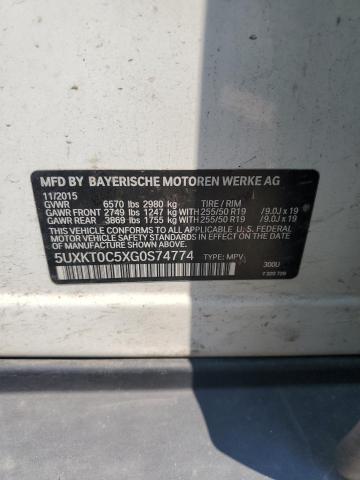 MFD BY BAYERISCHE MOTOREN WERKE AG
11/2015
GVWR 6570 lbs 2980 kg TIRE / RIM
GAWR FRONT 2749 lbs 1247 kg WITH 255/50 R19 /9.0J x 19
GAWR REAR 3869 lbs 1755 kg WITH 255/50 R19 /9.0J x 19
THIS VEHICLE CONFORMS TO ALL APPLICABLE U.S. FEDERAL
MOTOR VEHICLE SAFETY STANDARDS IN EFFECT ON THE
DATE OF MANUFACTURE SHOWN ABOVE.
5UXKT0C5XG0S74774 TYPE: MPV 300U